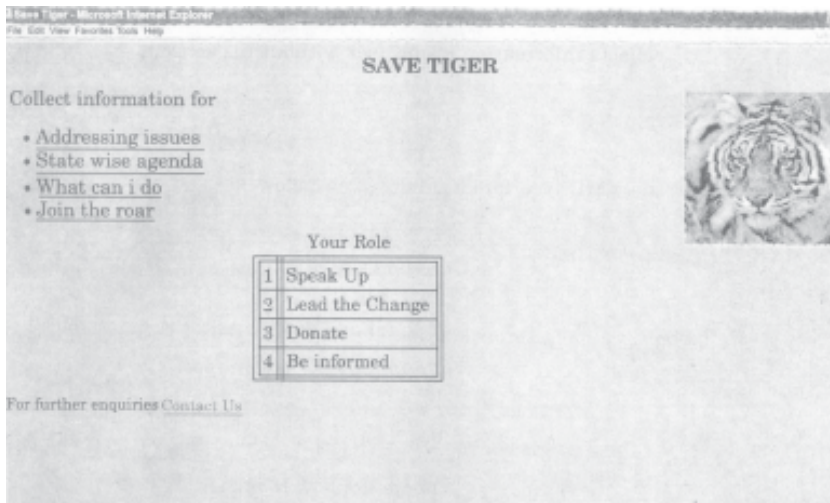 Save Tiger - Microsoft Internet Explorer
File Edit View Favorites Tools Help
SAVE TIGER
Collect information for
• Addressing issues
• State wise agenda
• What can i do
• Join the roar
Your Role
1 Speak Up
2 Lead the Change
3 Donate
4 Be informed
For further enquiries Contact Us